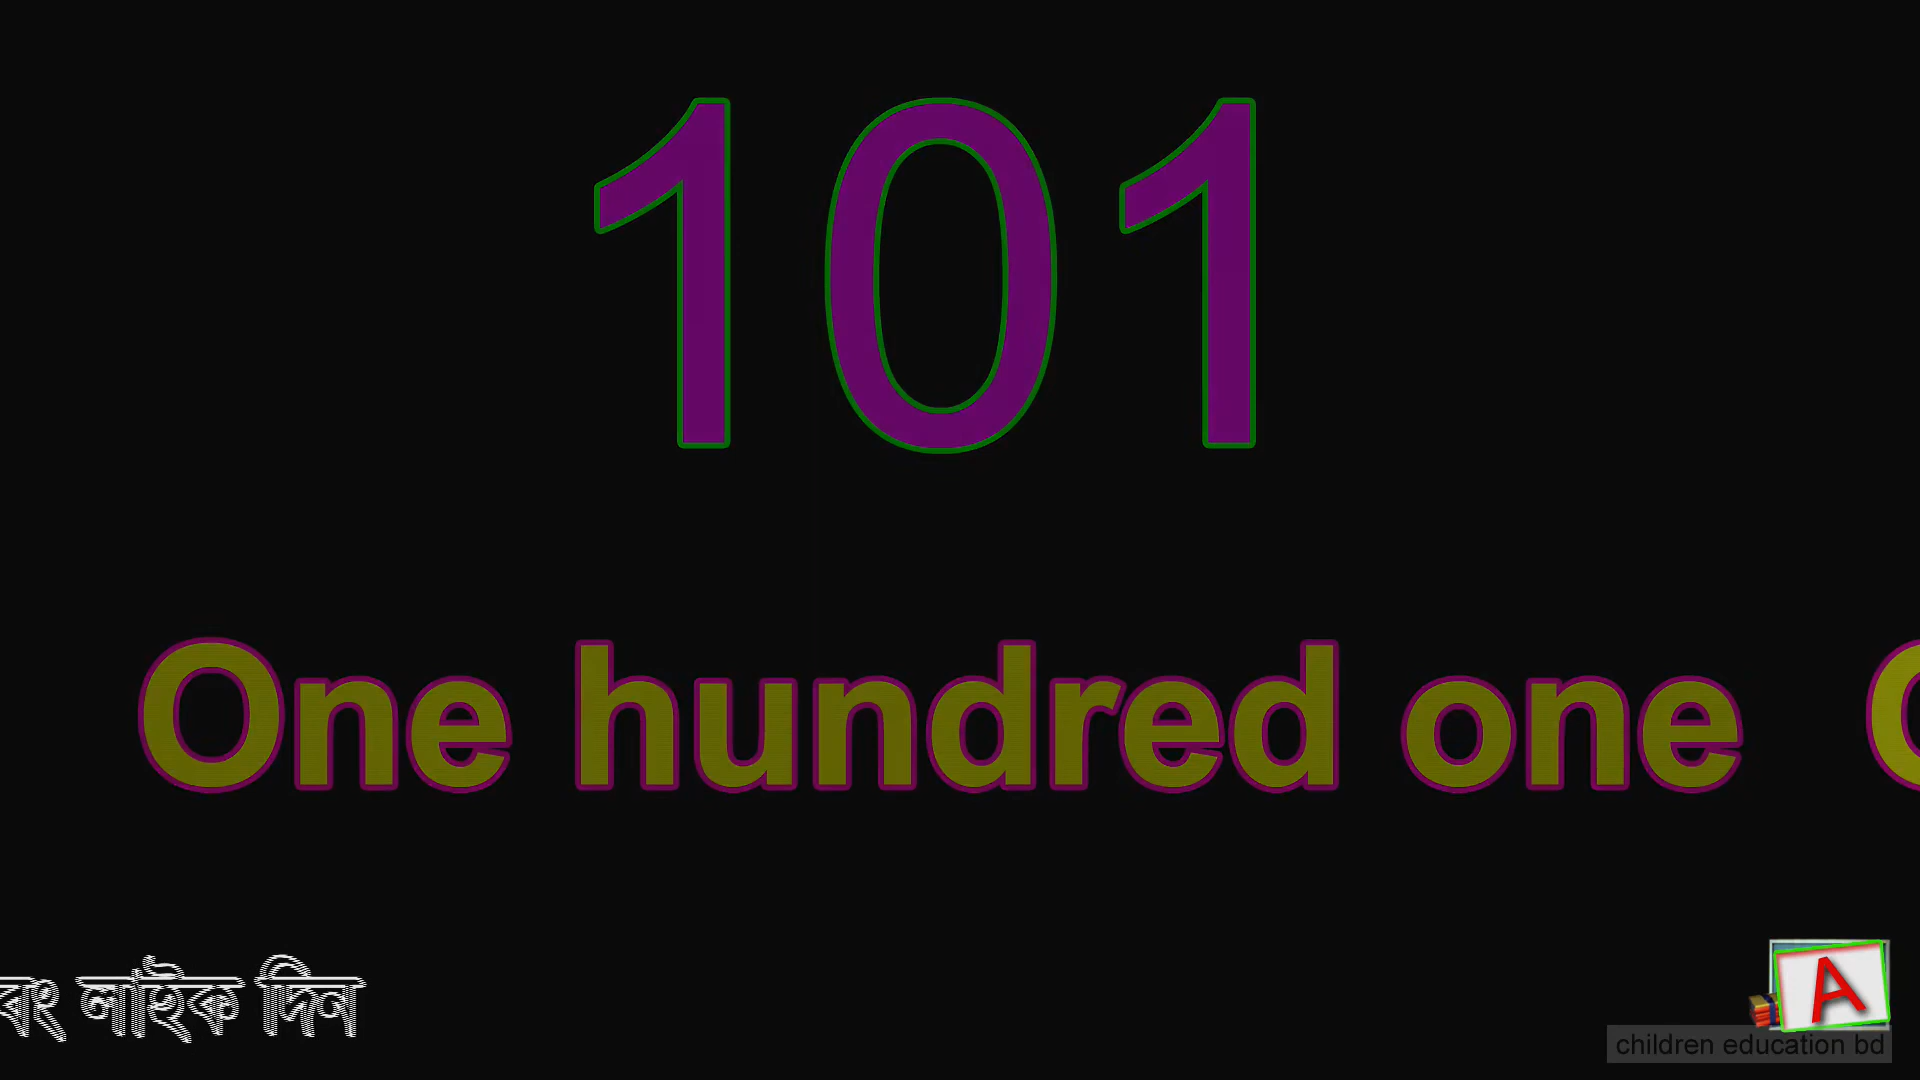 101
One hundred one
লাইক দিন
A
children education bd